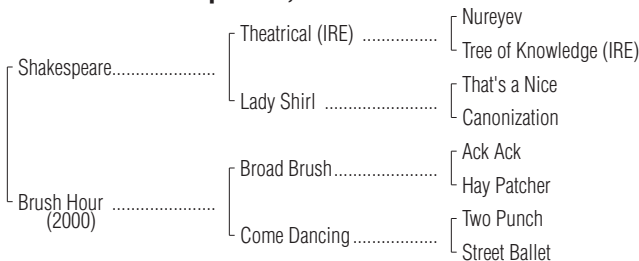 Nureyev
Theatrical (IRE) ................
Tree of Knowledge (IRE)
Shakespeare......................
That's a Nice
Lady Shirl ........................
Canonization
Ack Ack
Broad Brush......................
Hay Patcher
Brush Hour ......................
(2000)
Two Punch
Come Dancing..................
Street Ballet